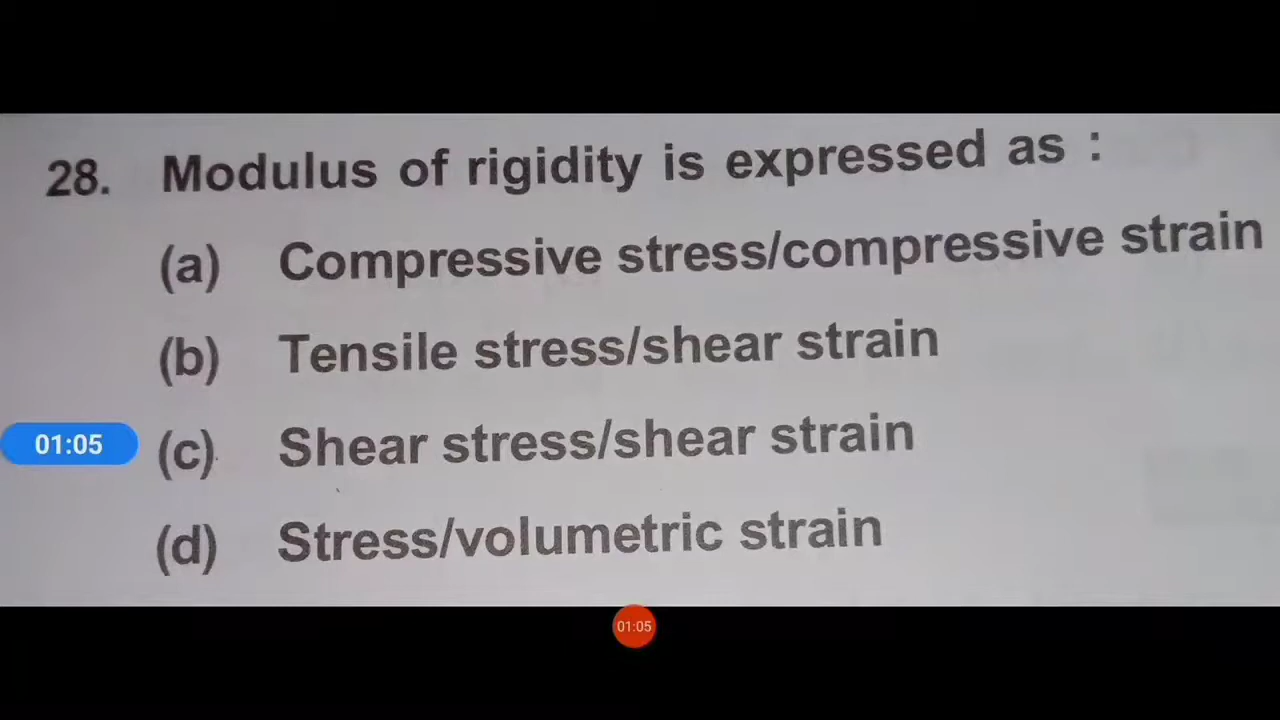 28. Modulus of rigidity is expressed as :
(a) Compressive stress/compressive strain
(b) Tensile stress/shear strain
01:05 (c) Shear stress/shear strain
(d) Stress/volumetric strain
01:05